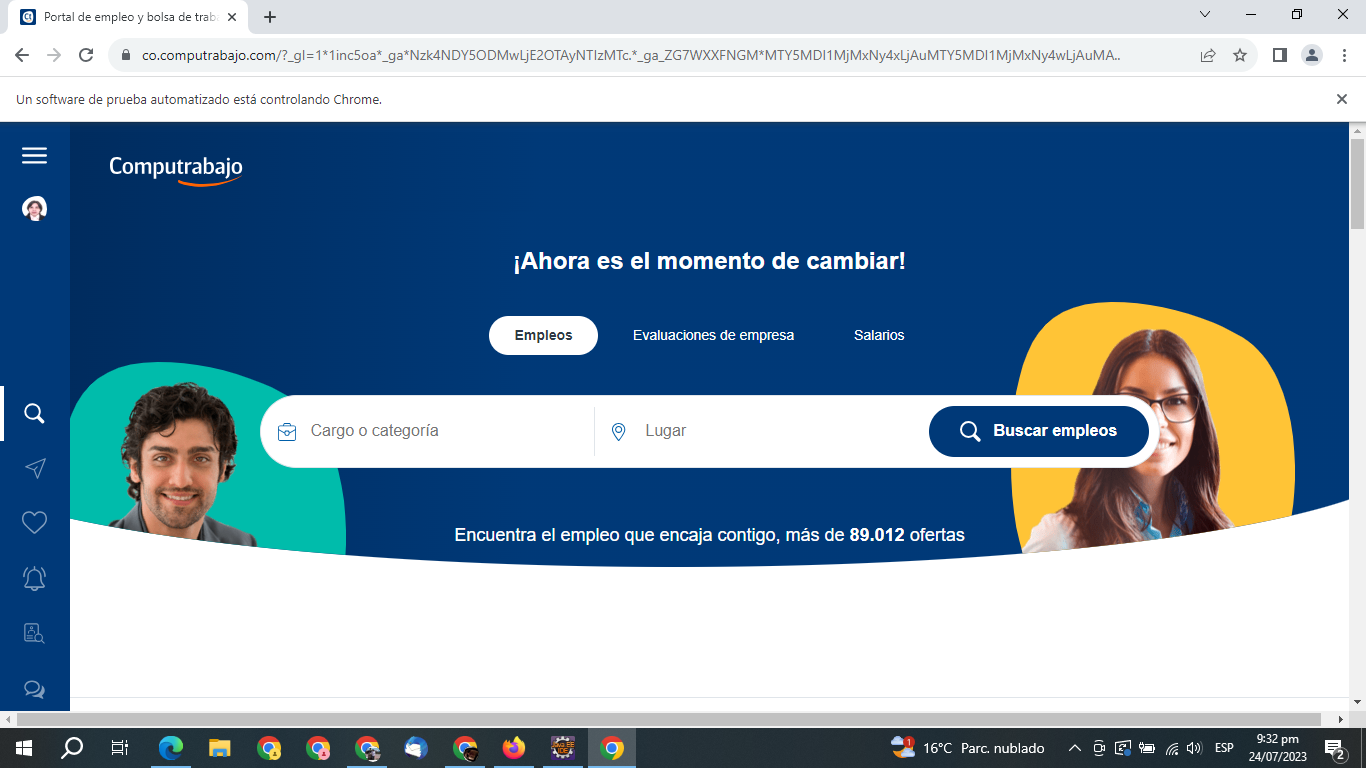 Portal de empleo y bolsa de traba
co.computrabajo.com/?_gl=1*1inc5oa*_ga*Nzk4NDY5ODMwLjE2OTAyNTIzMTc.*_ga_ZG7WXXFNGM*MTY5MDI1MjMxNy4xLjAuMTY5MDI1MjMxNy4wLjAuMA..
Un software de prueba automatizado está controlando Chrome.
Computrabajo
¡Ahora es el momento de cambiar!
Empleos
Evaluaciones de empresa
Salarios
Cargo o categoría
Lugar
Buscar empleos
Encuentra el empleo que encaja contigo, más de 89.012 ofertas
1
16°C Parc. nublado
ESP
9:32 pm
24/07/2023
2